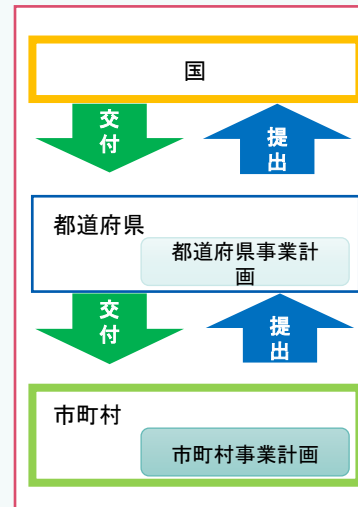 国
交付
提出
都道府県
都道府県事業計
画
交付
提出
市町村
市町村事業計画